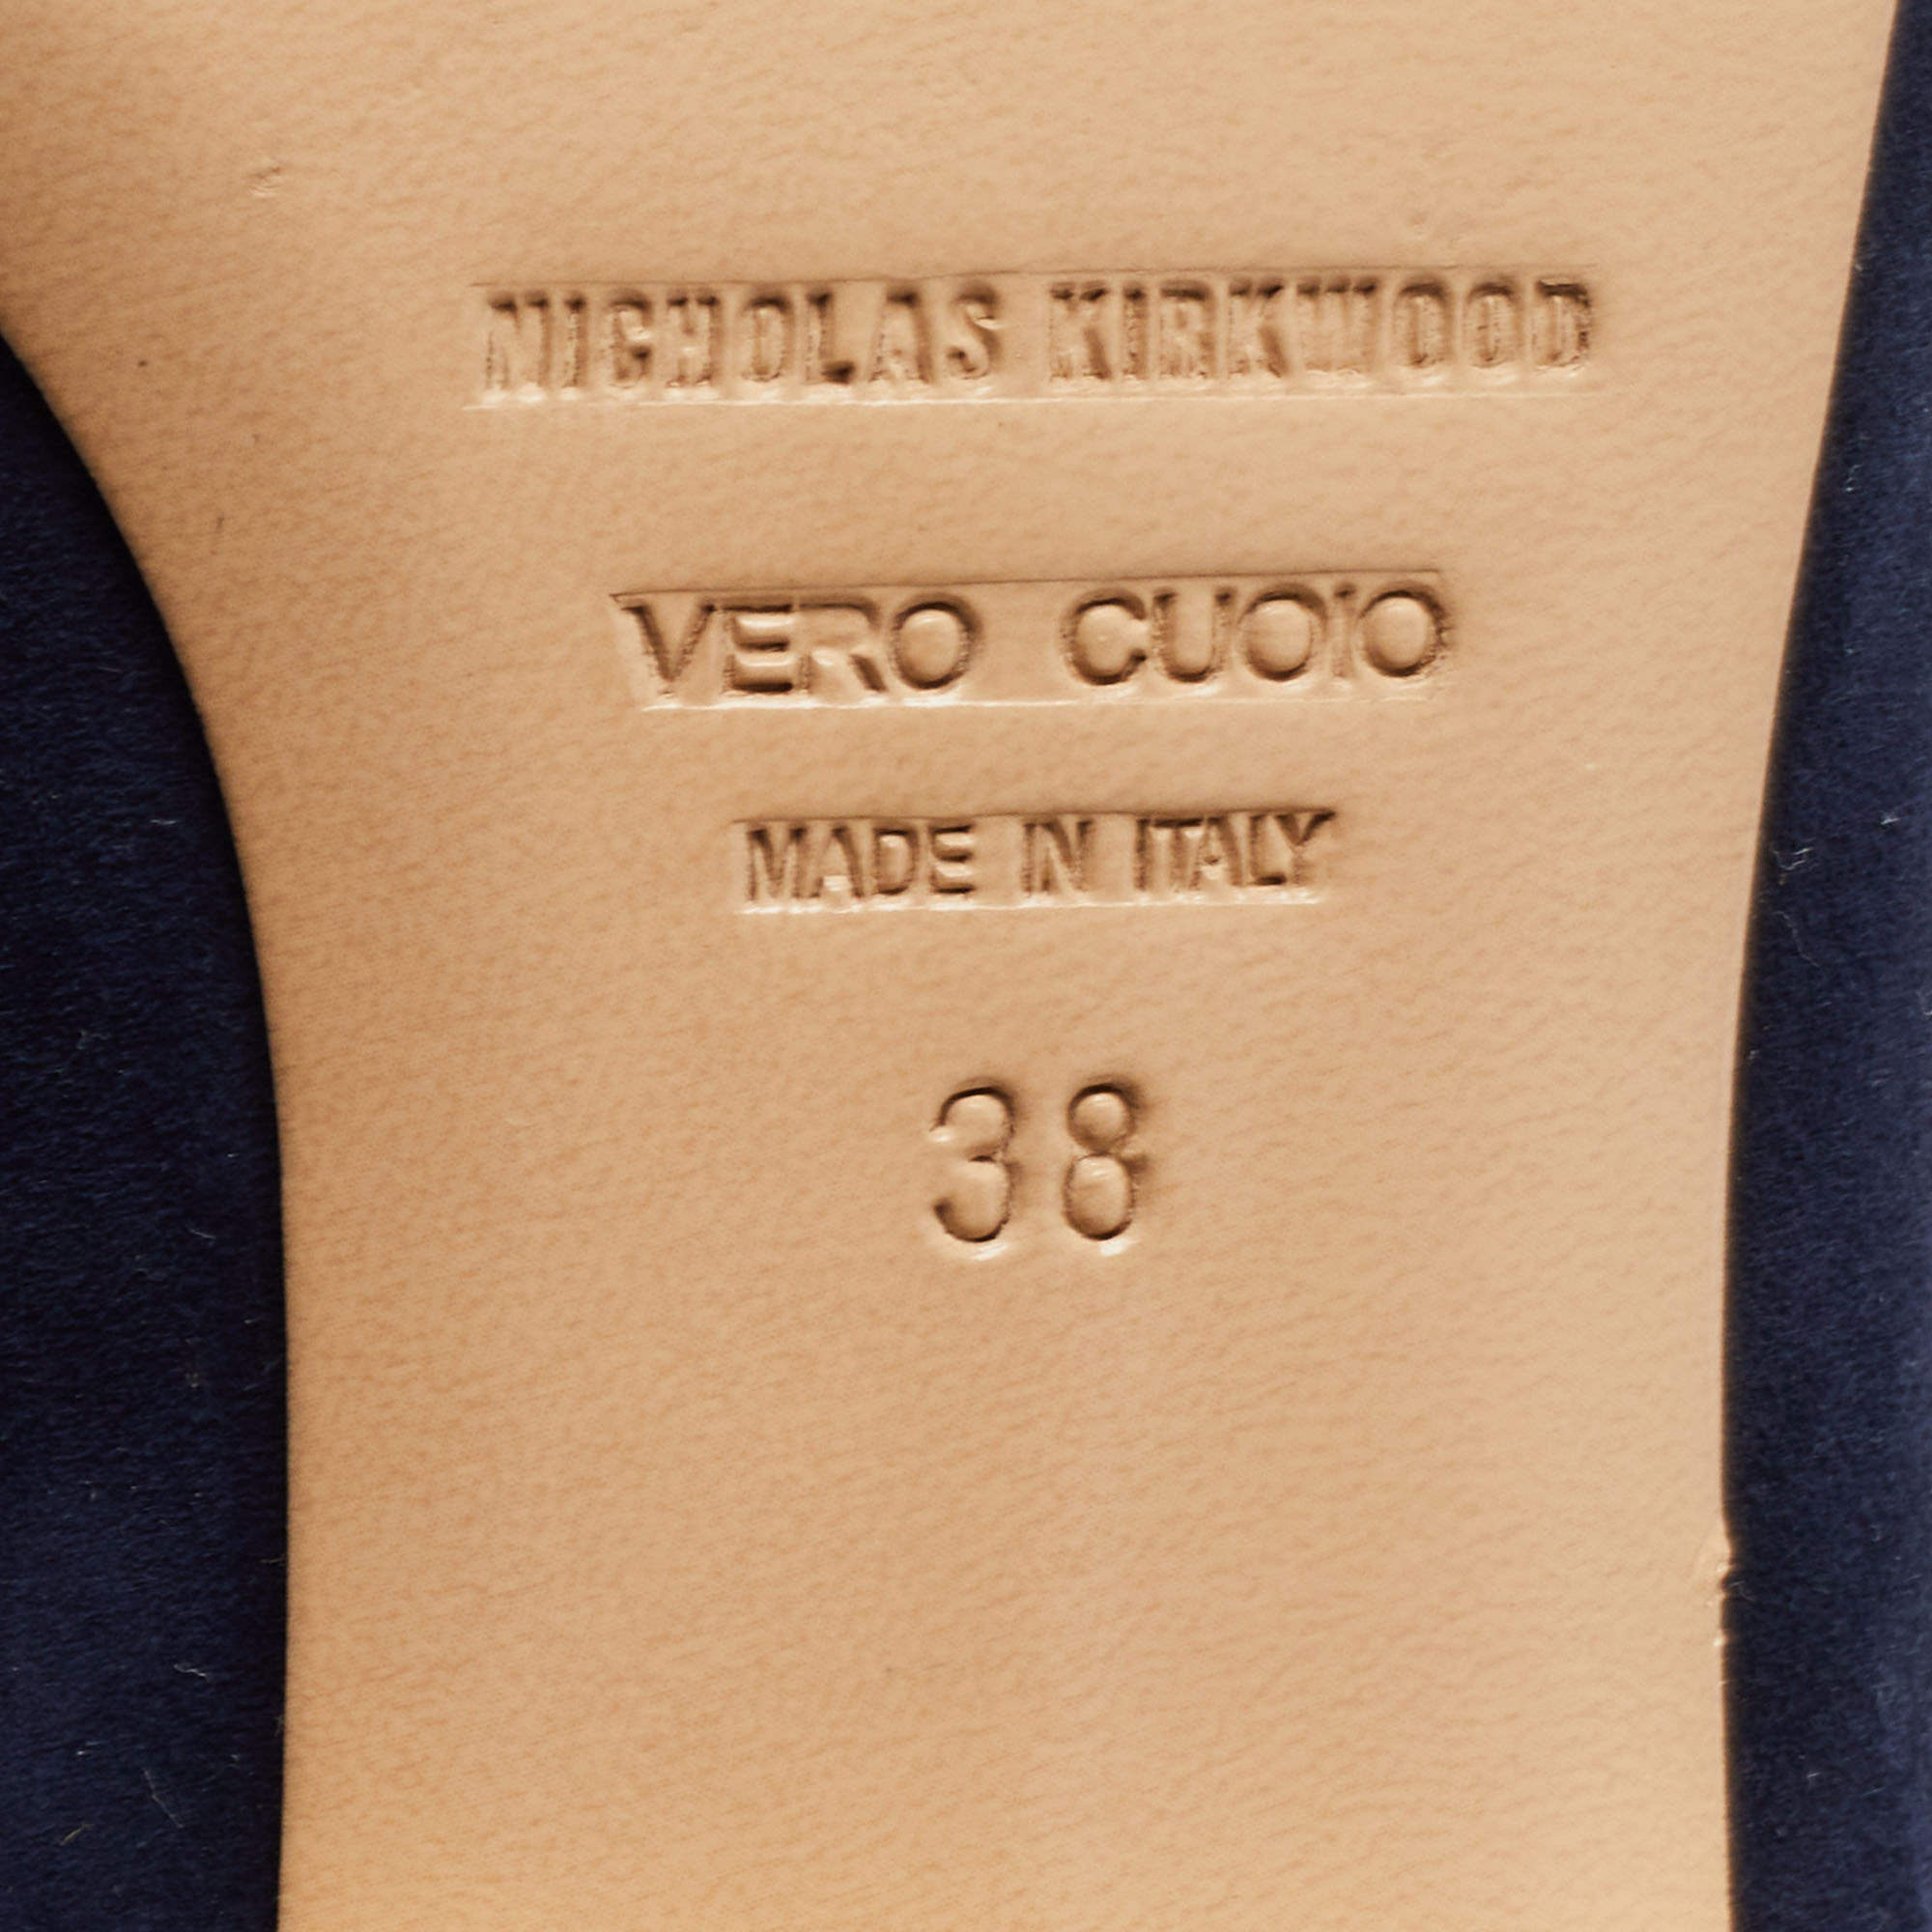 NICHOLAS KIRKWOOD
VERO CUOIO
MADE IN ITALY
38